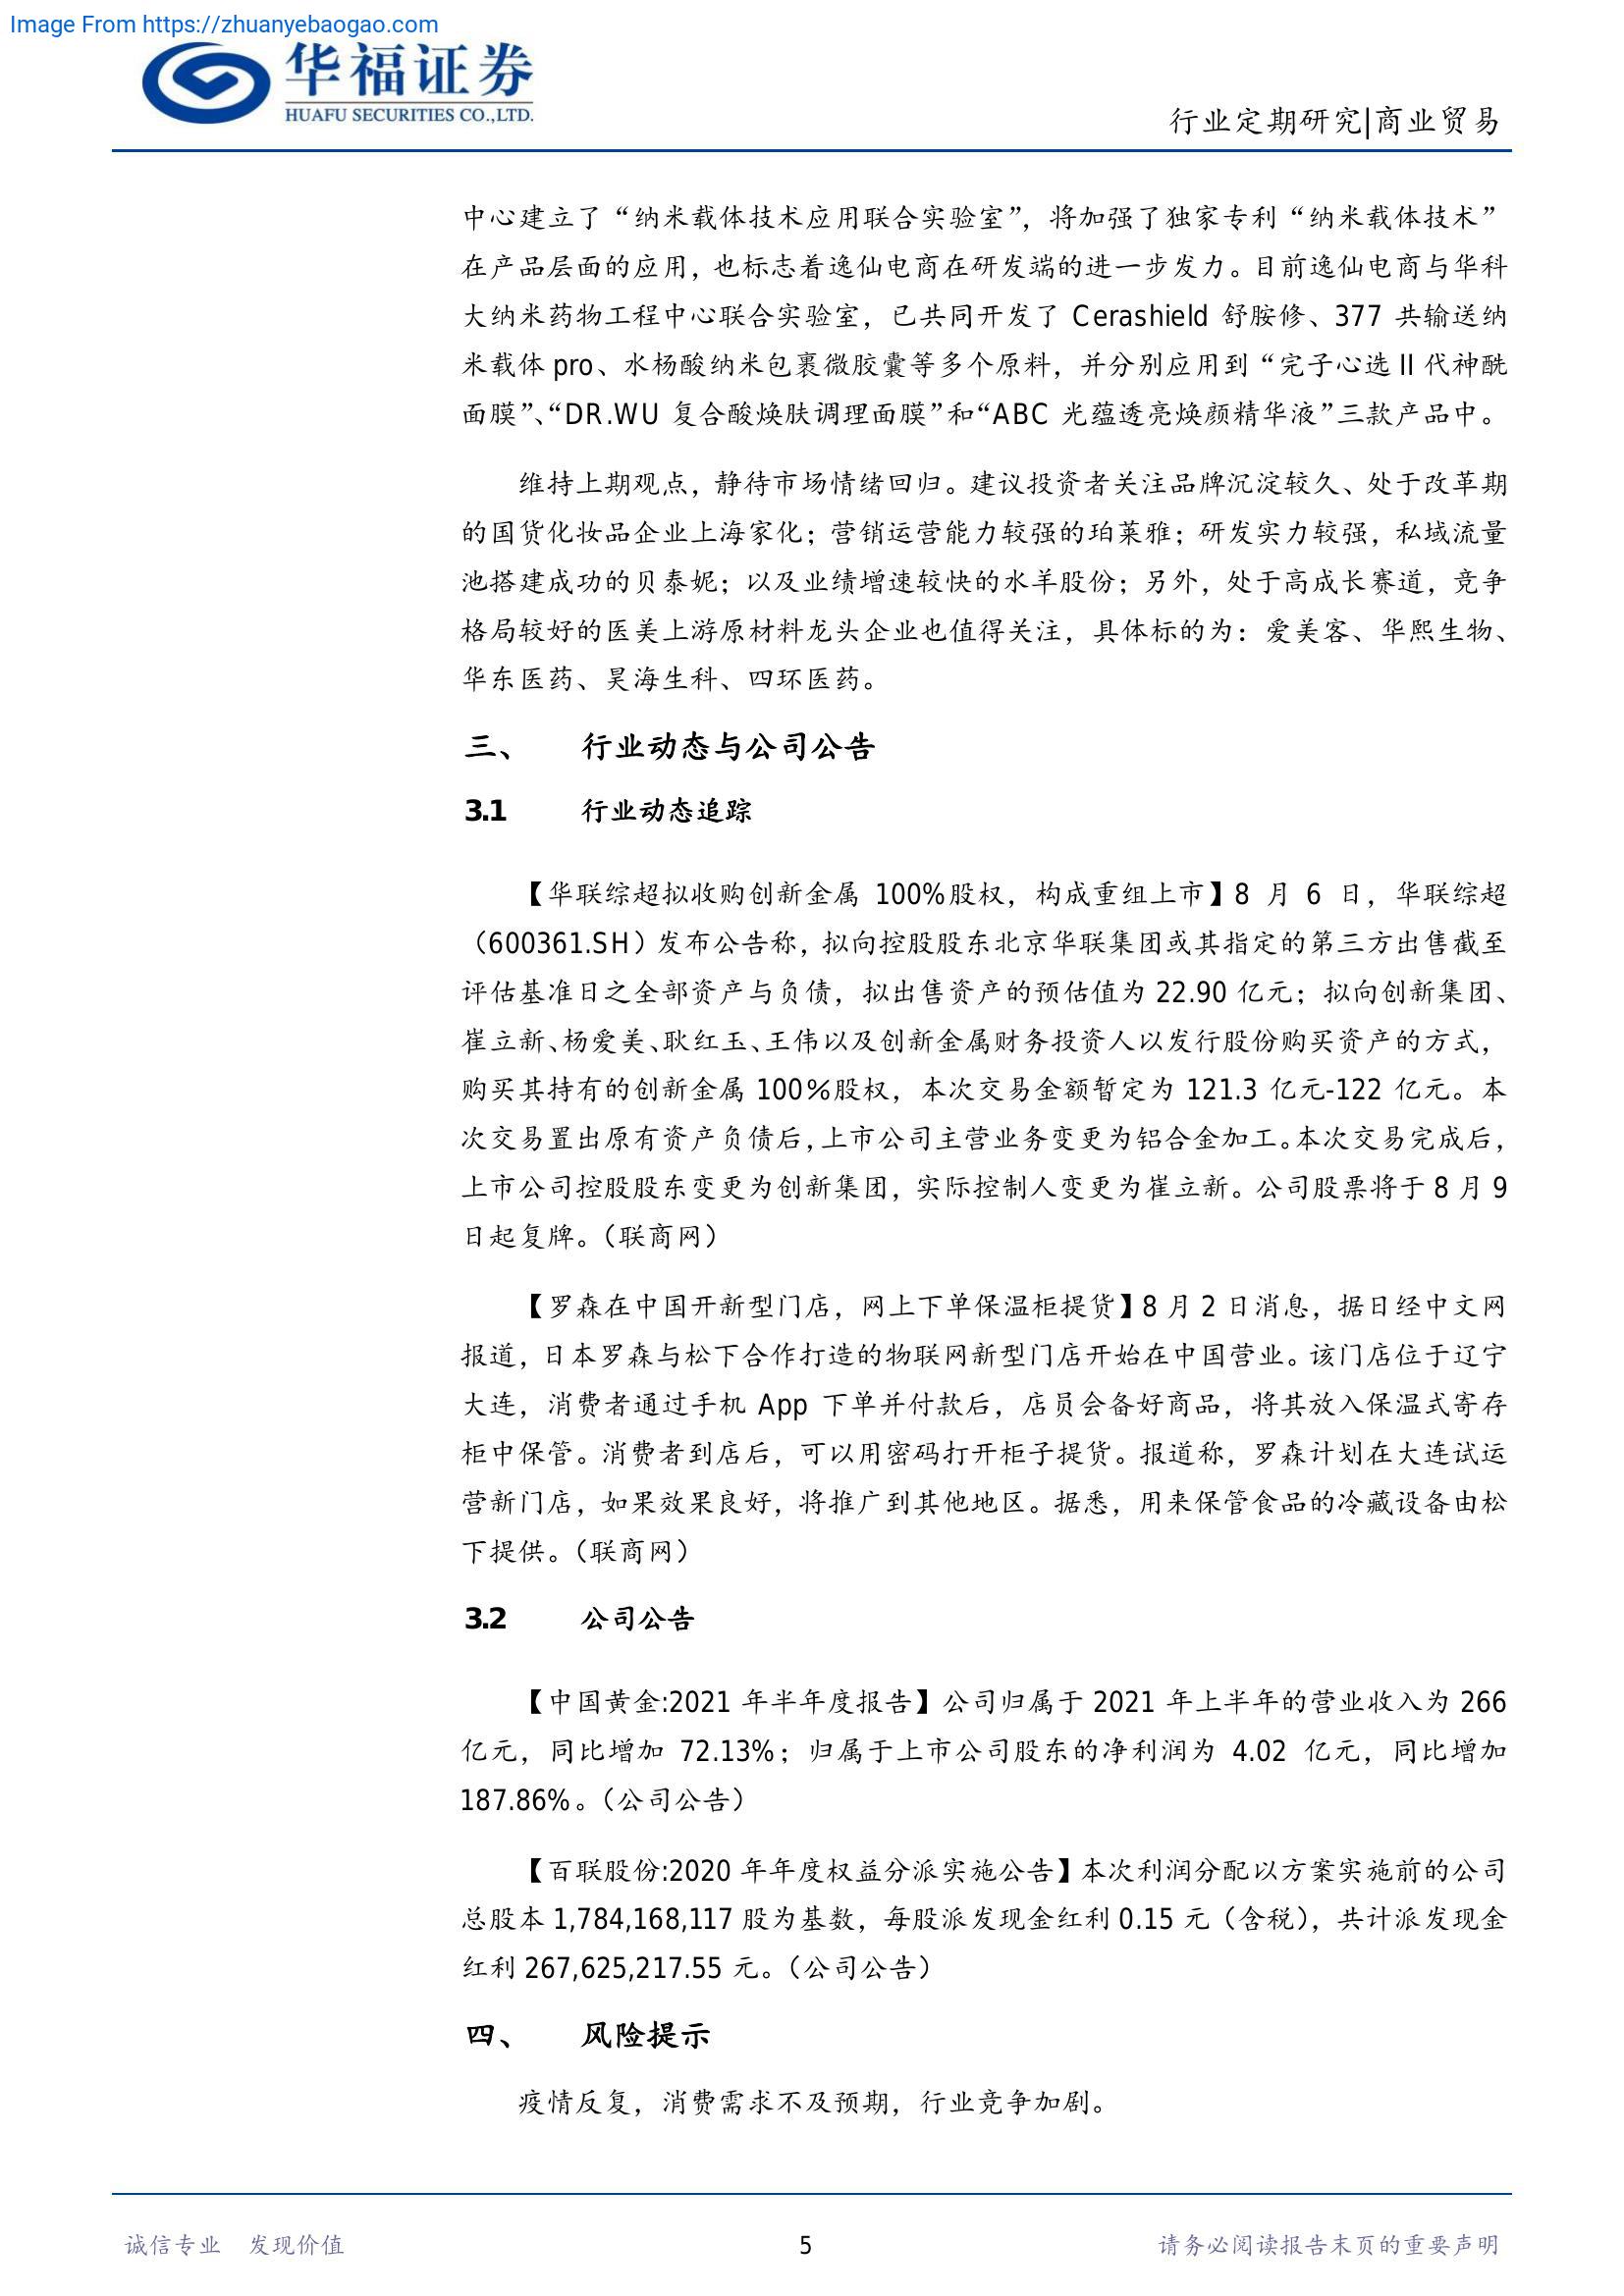 Image From https://zhuanyebaogao.com
华福证券
HUAFU SECURITIES CO.,LTD.
行业定期研究|商业贸易
中心建立了“纳米载体技术应用联合实验室”，将加强了独家专利“纳米载体技术”
在产品层面的应用，也标志着逸仙电商在研发端的进一步发力。目前逸仙电商与华科
大纳米药物工程中心联合实验室，已共同开发了 Cerashield 舒胺修、377 共输送纳
米载体 pro、水杨酸纳米包裹微胶囊等多个原料，并分别应用到“完子心选 II 代神酰
面膜”、“DR.WU 复合酸焕肤调理面膜”和“ABC 光蕴透亮焕颜精华液”三款产品中。
维持上期观点，静待市场情绪回归。建议投资者关注品牌沉淀较久、处于改革期
的国货化妆品企业上海家化；营销运营能力较强的珀莱雅；研发实力较强，私域流量
池搭建成功的贝泰妮；以及业绩增速较快的水羊股份；另外，处于高成长赛道，竞争
格局较好的医美上游原材料龙头企业也值得关注，具体标的为：爱美客、华熙生物、
华东医药、昊海生科、四环医药。
三、 行业动态与公司公告
3.1 行业动态追踪
【华联综超拟收购创新金属 100%股权，构成重组上市】8 月 6 日，华联综超
（600361.SH）发布公告称，拟向控股股东北京华联集团或其指定的第三方出售截至
评估基准日之全部资产与负债，拟出售资产的预估值为 22.90 亿元；拟向创新集团、
崔立新、杨爱美、耿红玉、王伟以及创新金属财务投资人以发行股份购买资产的方式，
购买其持有的创新金属 100%股权，本次交易金额暂定为 121.3 亿元-122 亿元。本
次交易置出原有资产负债后，上市公司主营业务变更为铝合金加工。本次交易完成后，
上市公司控股股东变更为创新集团，实际控制人变更为崔立新。公司股票将于 8 月 9
日起复牌。（联商网）
【罗森在中国开新型门店，网上下单保温柜提货】8 月 2 日消息，据日经中文网
报道，日本罗森与松下合作打造的物联网新型门店开始在中国营业。该门店位于辽宁
大连，消费者通过手机 App 下单并付款后，店员会备好商品，将其放入保温式寄存
柜中保管。消费者到店后，可以用密码打开柜子提货。报道称，罗森计划在大连试运
营新门店，如果效果良好，将推广到其他地区。据悉，用来保管食品的冷藏设备由松
下提供。（联商网）
3.2 公司公告
【中国黄金:2021 年半年度报告】公司归属于 2021 年上半年的营业收入为 266
亿元，同比增加 72.13%；归属于上市公司股东的净利润为 4.02 亿元，同比增加
187.86%。（公司公告）
【百联股份:2020 年年度权益分派实施公告】本次利润分配以方案实施前的公司
总股本 1,784,168,117 股为基数，每股派发现金红利 0.15 元（含税），共计派发现金
红利 267,625,217.55 元。（公司公告）
四、 风险提示
疫情反复，消费需求不及预期，行业竞争加剧。
诚信专业 发现价值
5
请务必阅读报告末页的重要声明